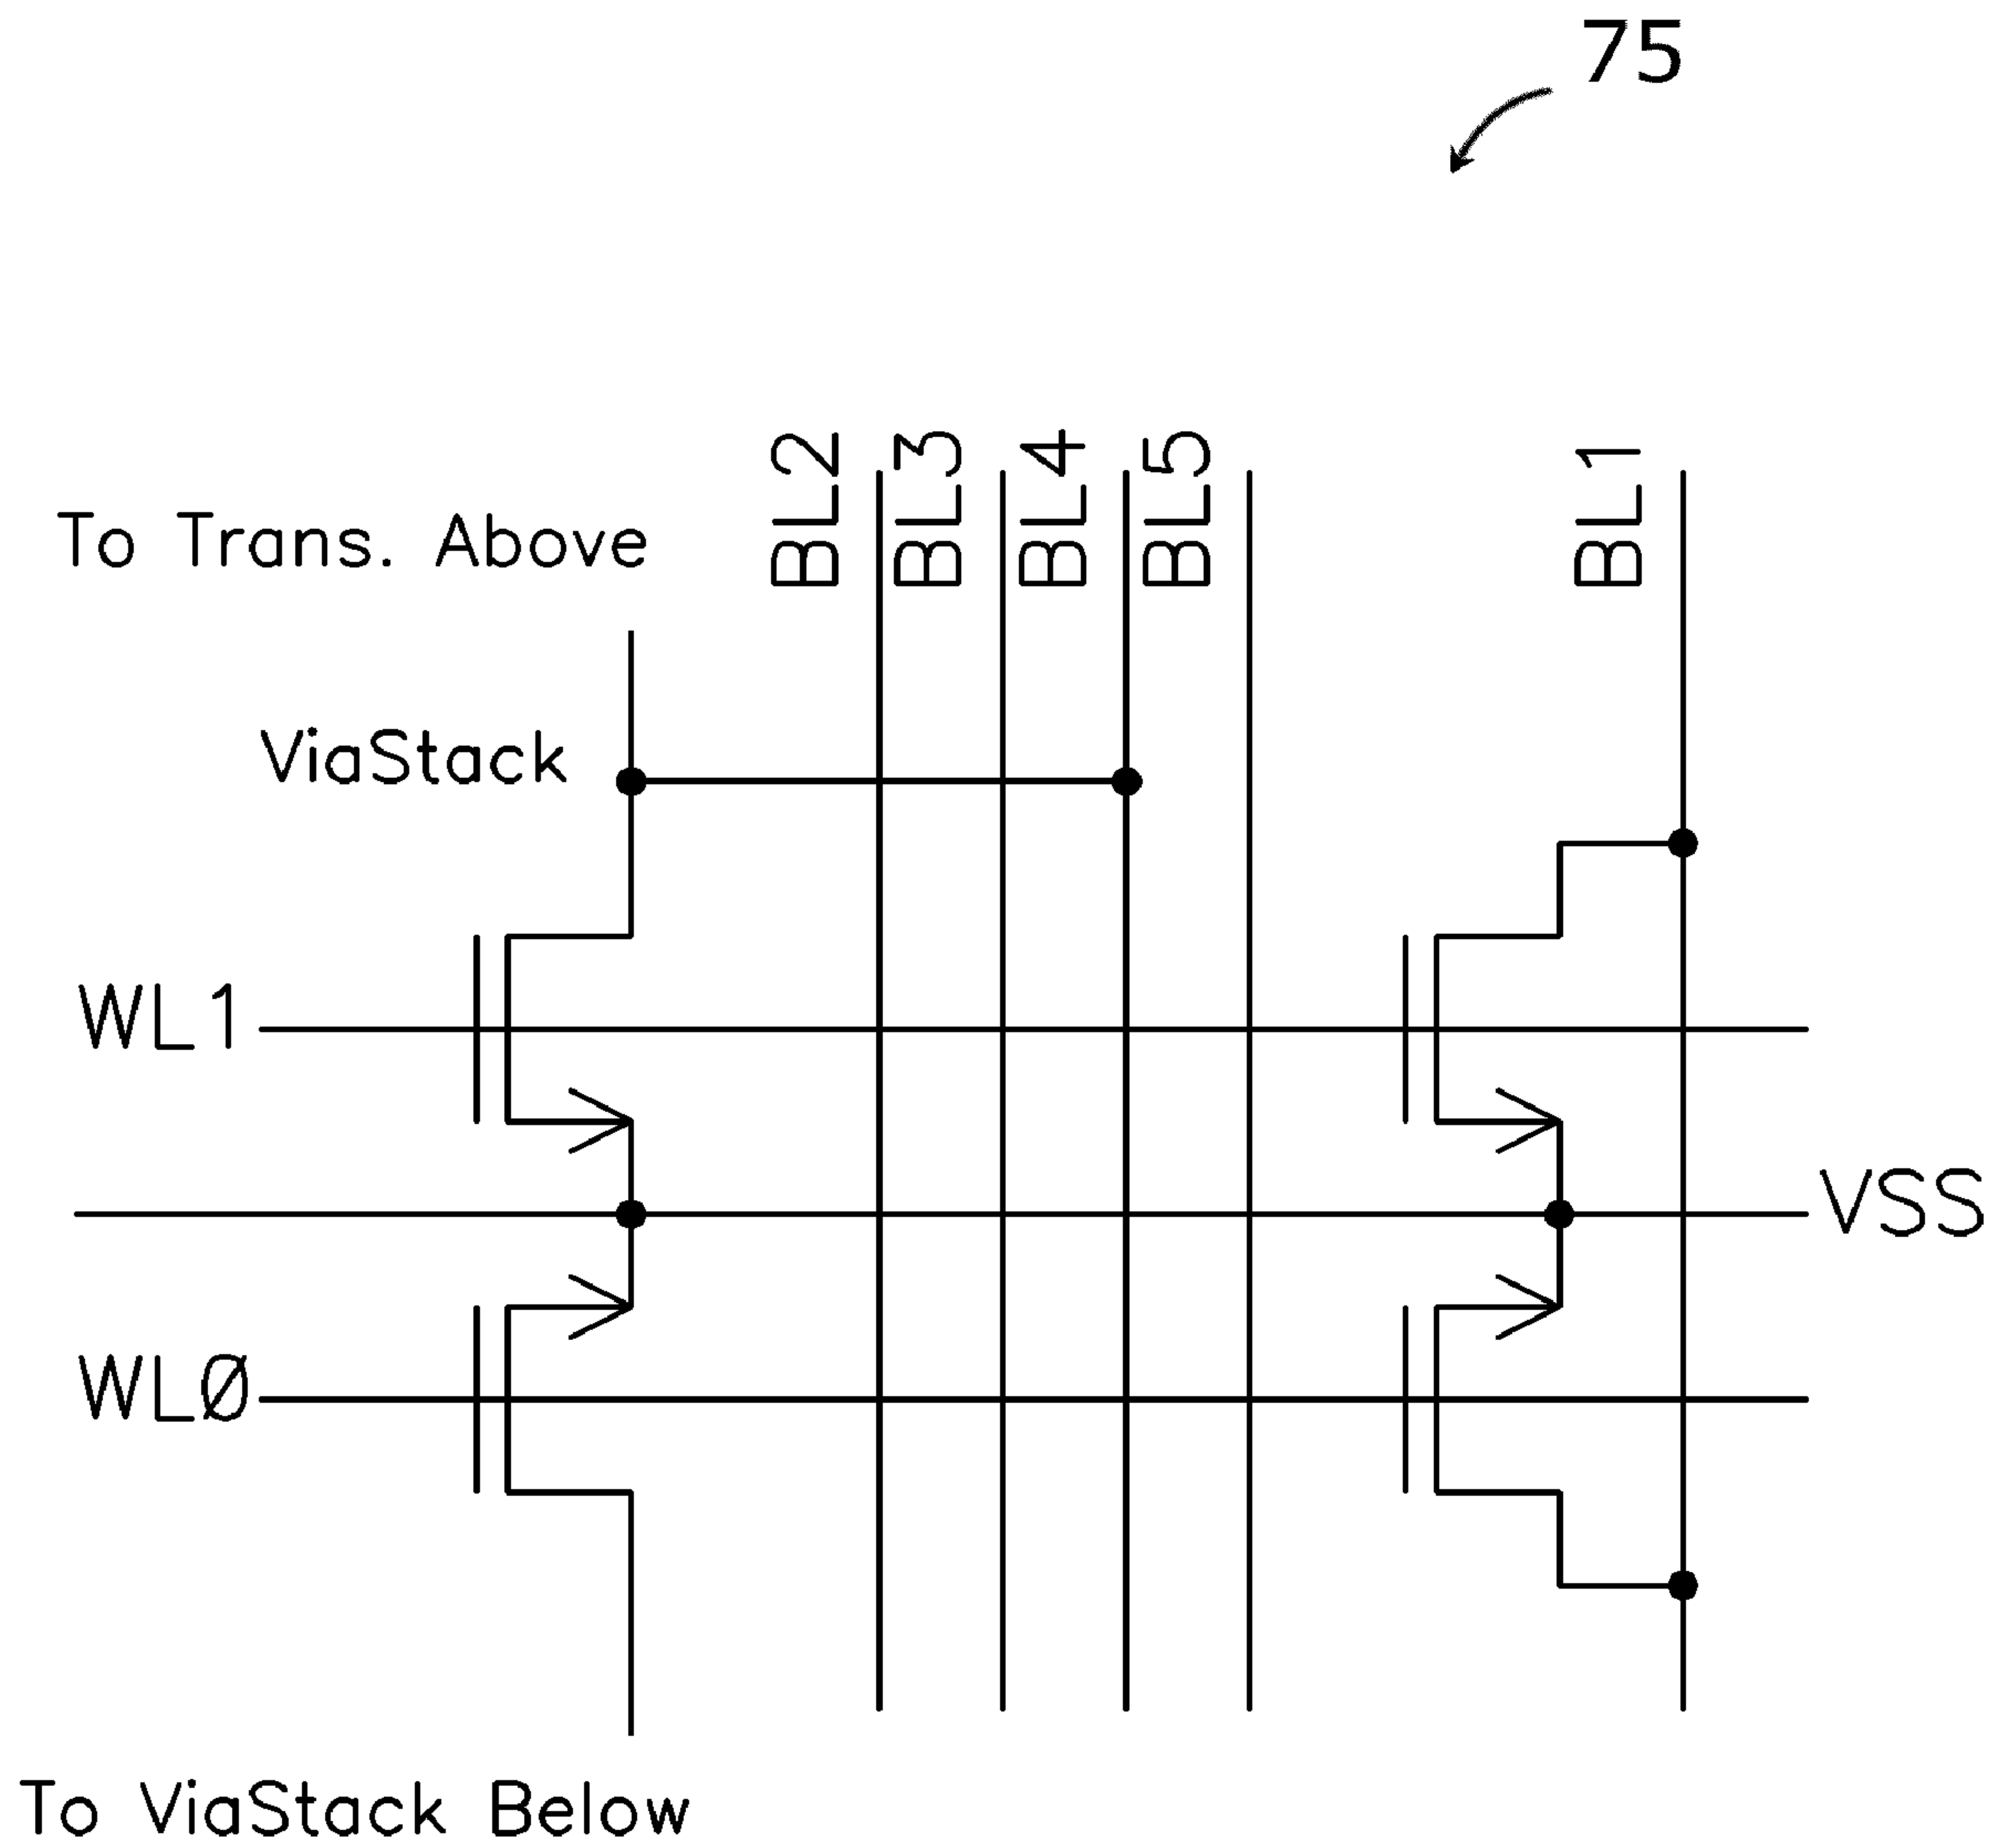 75
BL2
BL3
BL4
BL5
BL1
To Trans. Above
ViaStack
WL1
VSS
WLØ
To ViaStack Below